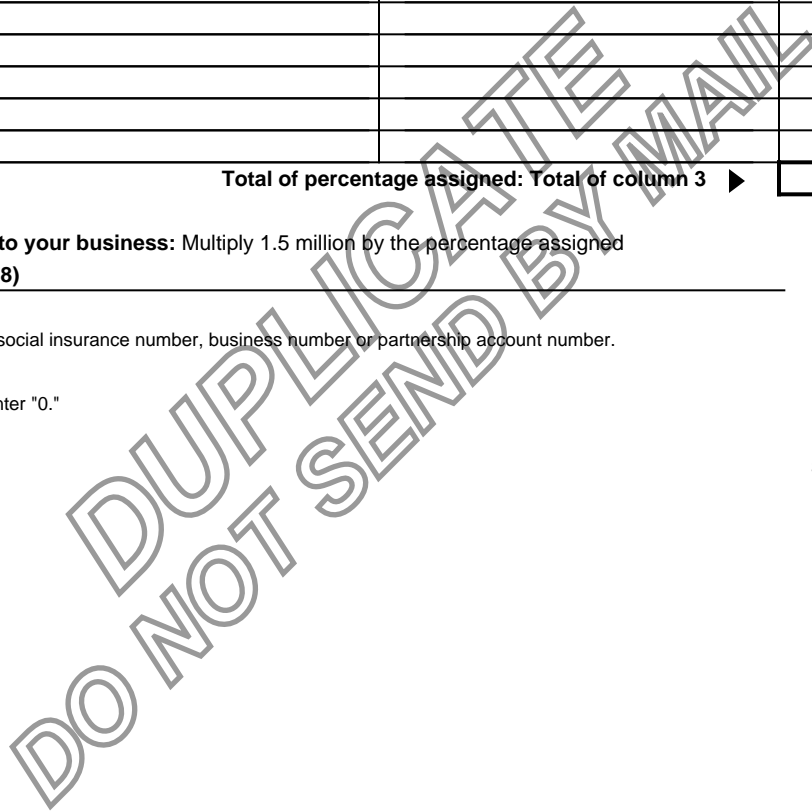 Total of percentage assigned: Total of column 3
to your business: Multiply 1.5 million by the percentage assigned
8)
social insurance number, business number or partnership account number.
nter "0."
DUPLICATE
DO NOT SEND BY MAIL